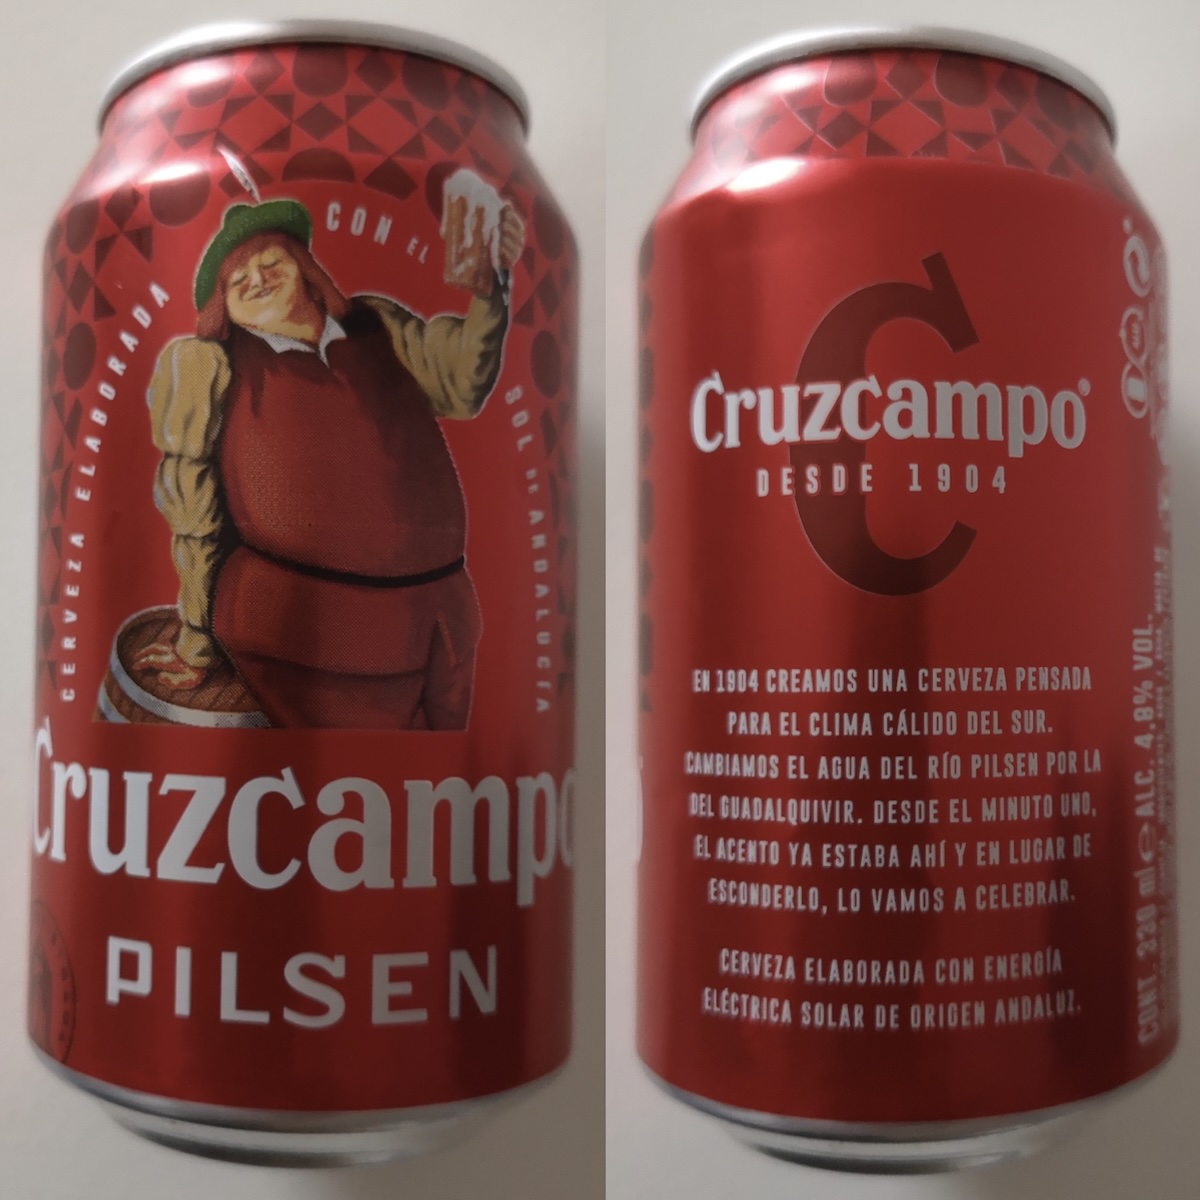 CERVEZA ELABORADA CON EL SOL DE ANDALUCÍA
Cruzcampo
PILSEN
Cruzcampo®
DESDE 1904
EN 1904 CREAMOS UNA CERVEZA PENSADA
PARA EL CLIMA CÁLIDO DEL SUR.
CAMBIAMOS EL AGUA DEL RÍO PILSEN POR LA
DEL GUADALQUIVIR. DESDE EL MINUTO UNO,
EL ACENTO YA ESTABA AHÍ Y EN LUGAR DE
ESCONDERLO, LO VAMOS A CELEBRAR.
CERVEZA ELABORADA CON ENERGÍA
ELÉCTRICA SOLAR DE ORIGEN ANDALUZ.
CONT. 330 ml ℮ ALC. 4,8% VOL.